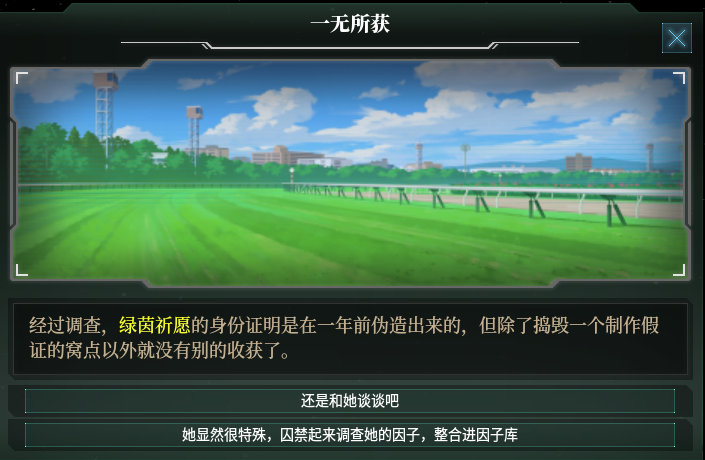 一无所获
经过调查，绿茵祈愿的身份证明是在一年前伪造出来的，但除了捣毁一个制作假
证的窝点以外就没有别的收获了。
还是和她谈谈吧
她显然很特殊，囚禁起来调查她的因子，整合进因子库